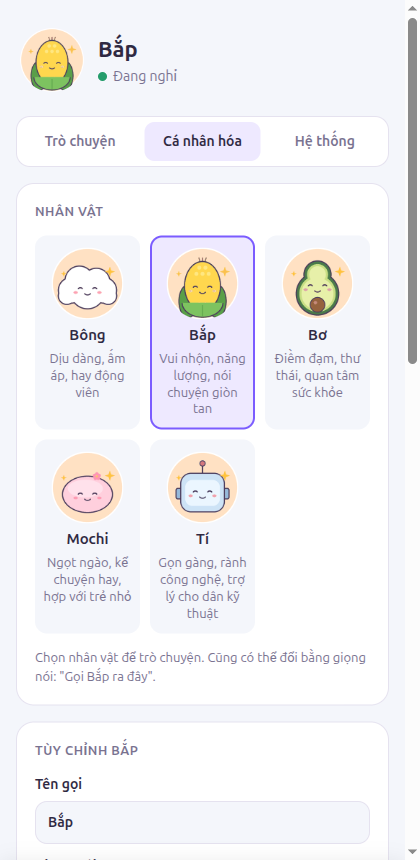 Bắp
Đang nghỉ
Trò chuyện
Cá nhân hóa
Hệ thống
NHÂN VẬT
Bông
Dịu dàng, ấm
áp, hay động
viên
Bắp
Vui nhộn, năng
lượng, nói
chuyện giòn
tan
Bơ
Điềm đạm, thư
thái, quan tâm
sức khỏe
Mochi
Ngọt ngào, kể
chuyện hay,
hợp với trẻ nhỏ
Tí
Gọn gàng, rành
công nghệ, trợ
lý cho dân kỹ
thuật
Chọn nhân vật để trò chuyện. Cũng có thể đổi bằng giọng
nói: "Gọi Bắp ra đây".
TÙY CHỈNH BẮP
Tên gọi
Bắp